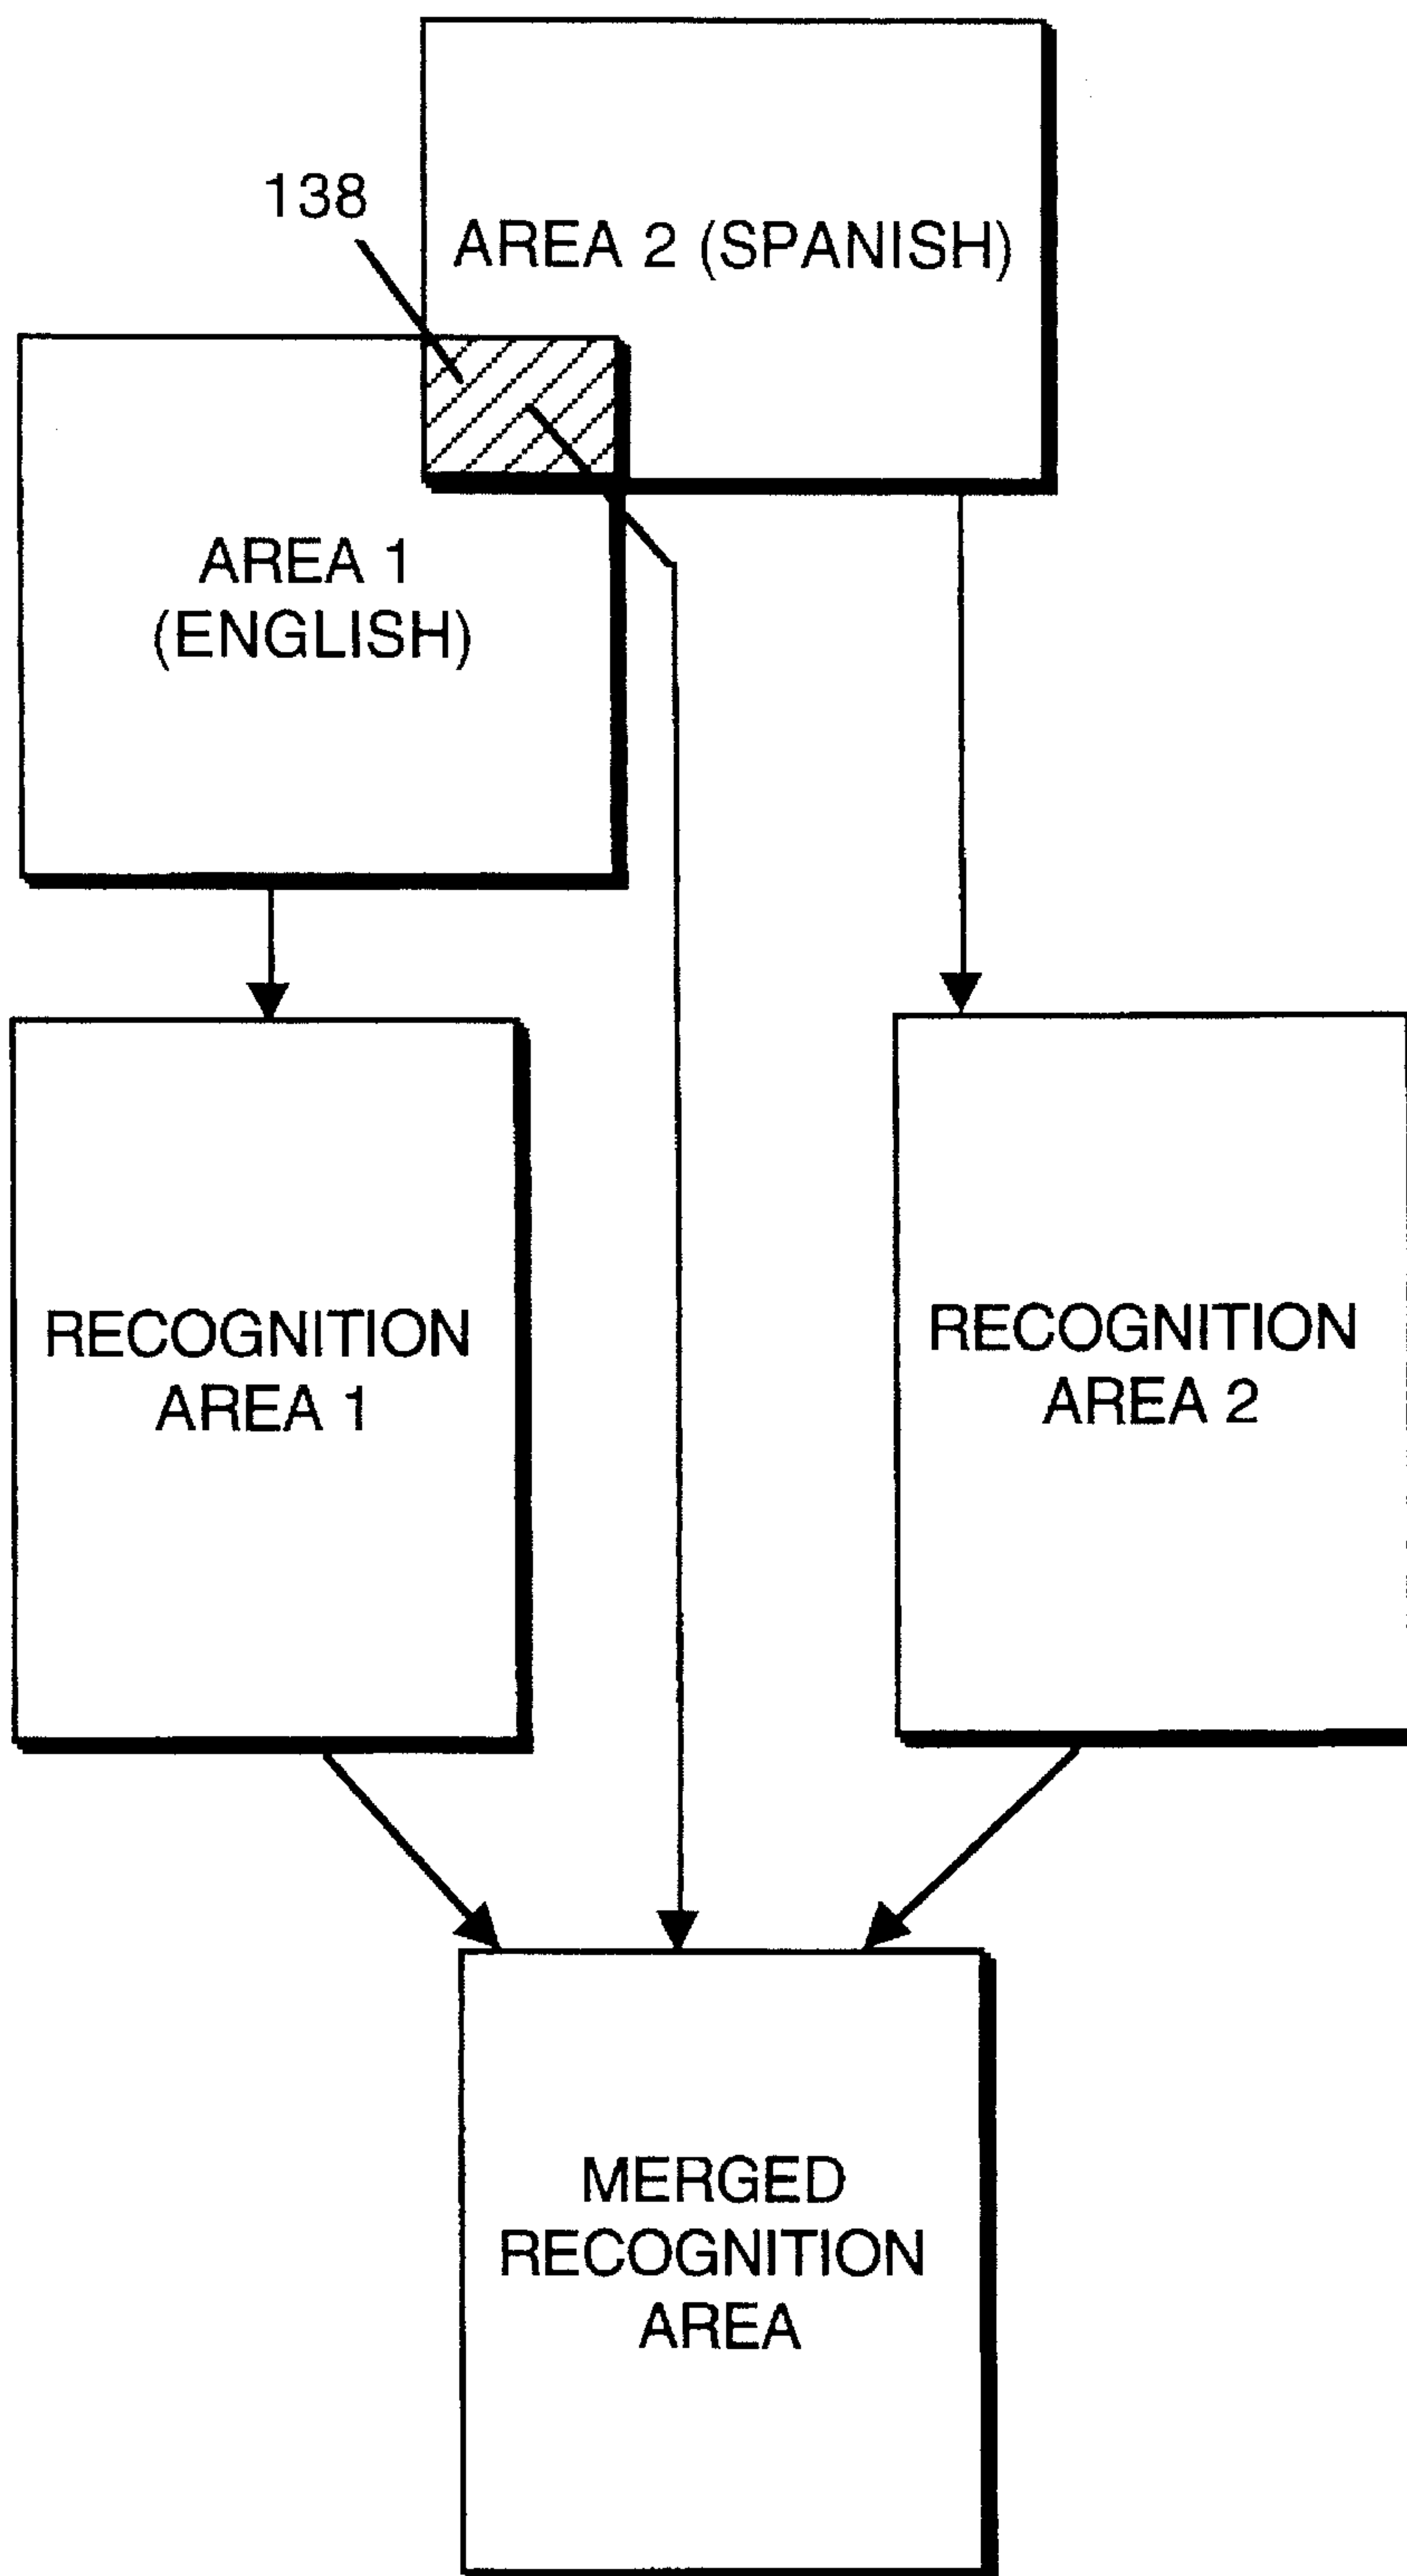 138
AREA 2 (SPANISH)
AREA 1
(ENGLISH)
RECOGNITION
AREA 1
RECOGNITION
AREA 2
MERGED
RECOGNITION
AREA